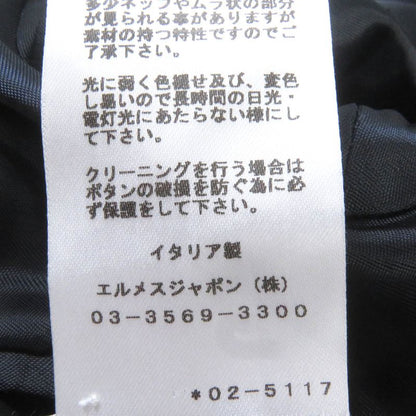 多少ネップやムラ状の部分
が見られる事がありますが
素材の持つ特性ですのでご
了承下さい。
光に弱く色褪せ及び、変色
し易いので長時間の日光・
電灯光にあたらない様にし
て下さい。
クリーニングを行う場合は
ボタンの破損を防ぐ為に必
ず保護をして下さい。
イタリア製
エルメスジャポン（株）
03-3569-3300
*02-5117